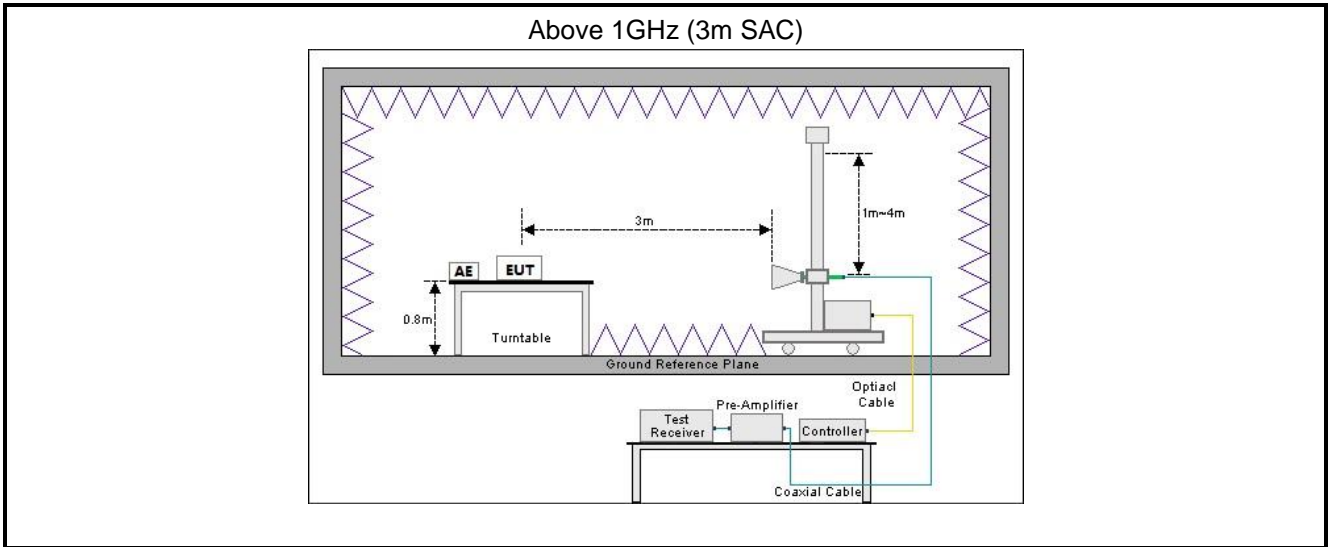 Above 1GHz (3m SAC)
3m
1m~4m
AE
EUT
0.8m
Turntable
Ground Reference Plane
Optiacl
Cable
Pre-Amplifier
Test
Receiver
Controller
Coaxial Cable